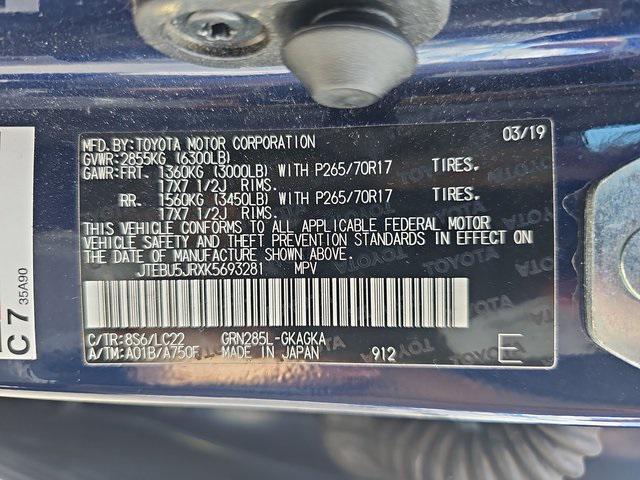 MFD.BY:TOYOTA MOTOR CORPORATION 03/19
GVWR:2855KG (6300LB)
GAWR:FRT. 1360KG (3000LB) WITH P265/70R17 TIRES.
17X7 1/2J RIMS.
RR. 1560KG (3450LB) WITH P265/70R17 TIRES.
17X7 1/2J RIMS.
THIS VEHICLE CONFORMS TO ALL APPLICABLE FEDERAL MOTOR
VEHICLE SAFETY AND THEFT PREVENTION STANDARDS IN EFFECT ON
THE DATE OF MANUFACTURE SHOWN ABOVE.
JTEBU5JRXK5693281 MPV
C/TR:8S6/LC22 GRN285L-GKAGKA
A/TM:A01B/A750F MADE IN JAPAN 912 E
C 7 35A90